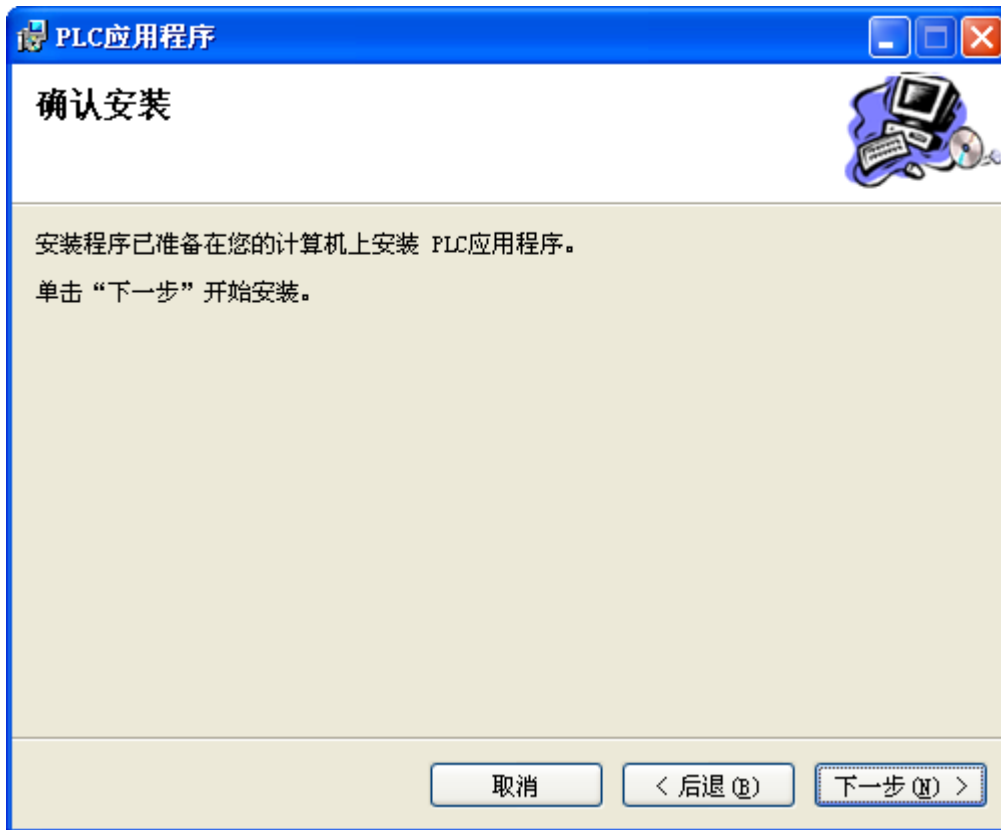 PLC应用程序
确认安装
安装程序已准备在您的计算机上安装 PLC应用程序。
单击“下一步”开始安装。
取消
< 后退(B)
下一步(N) >